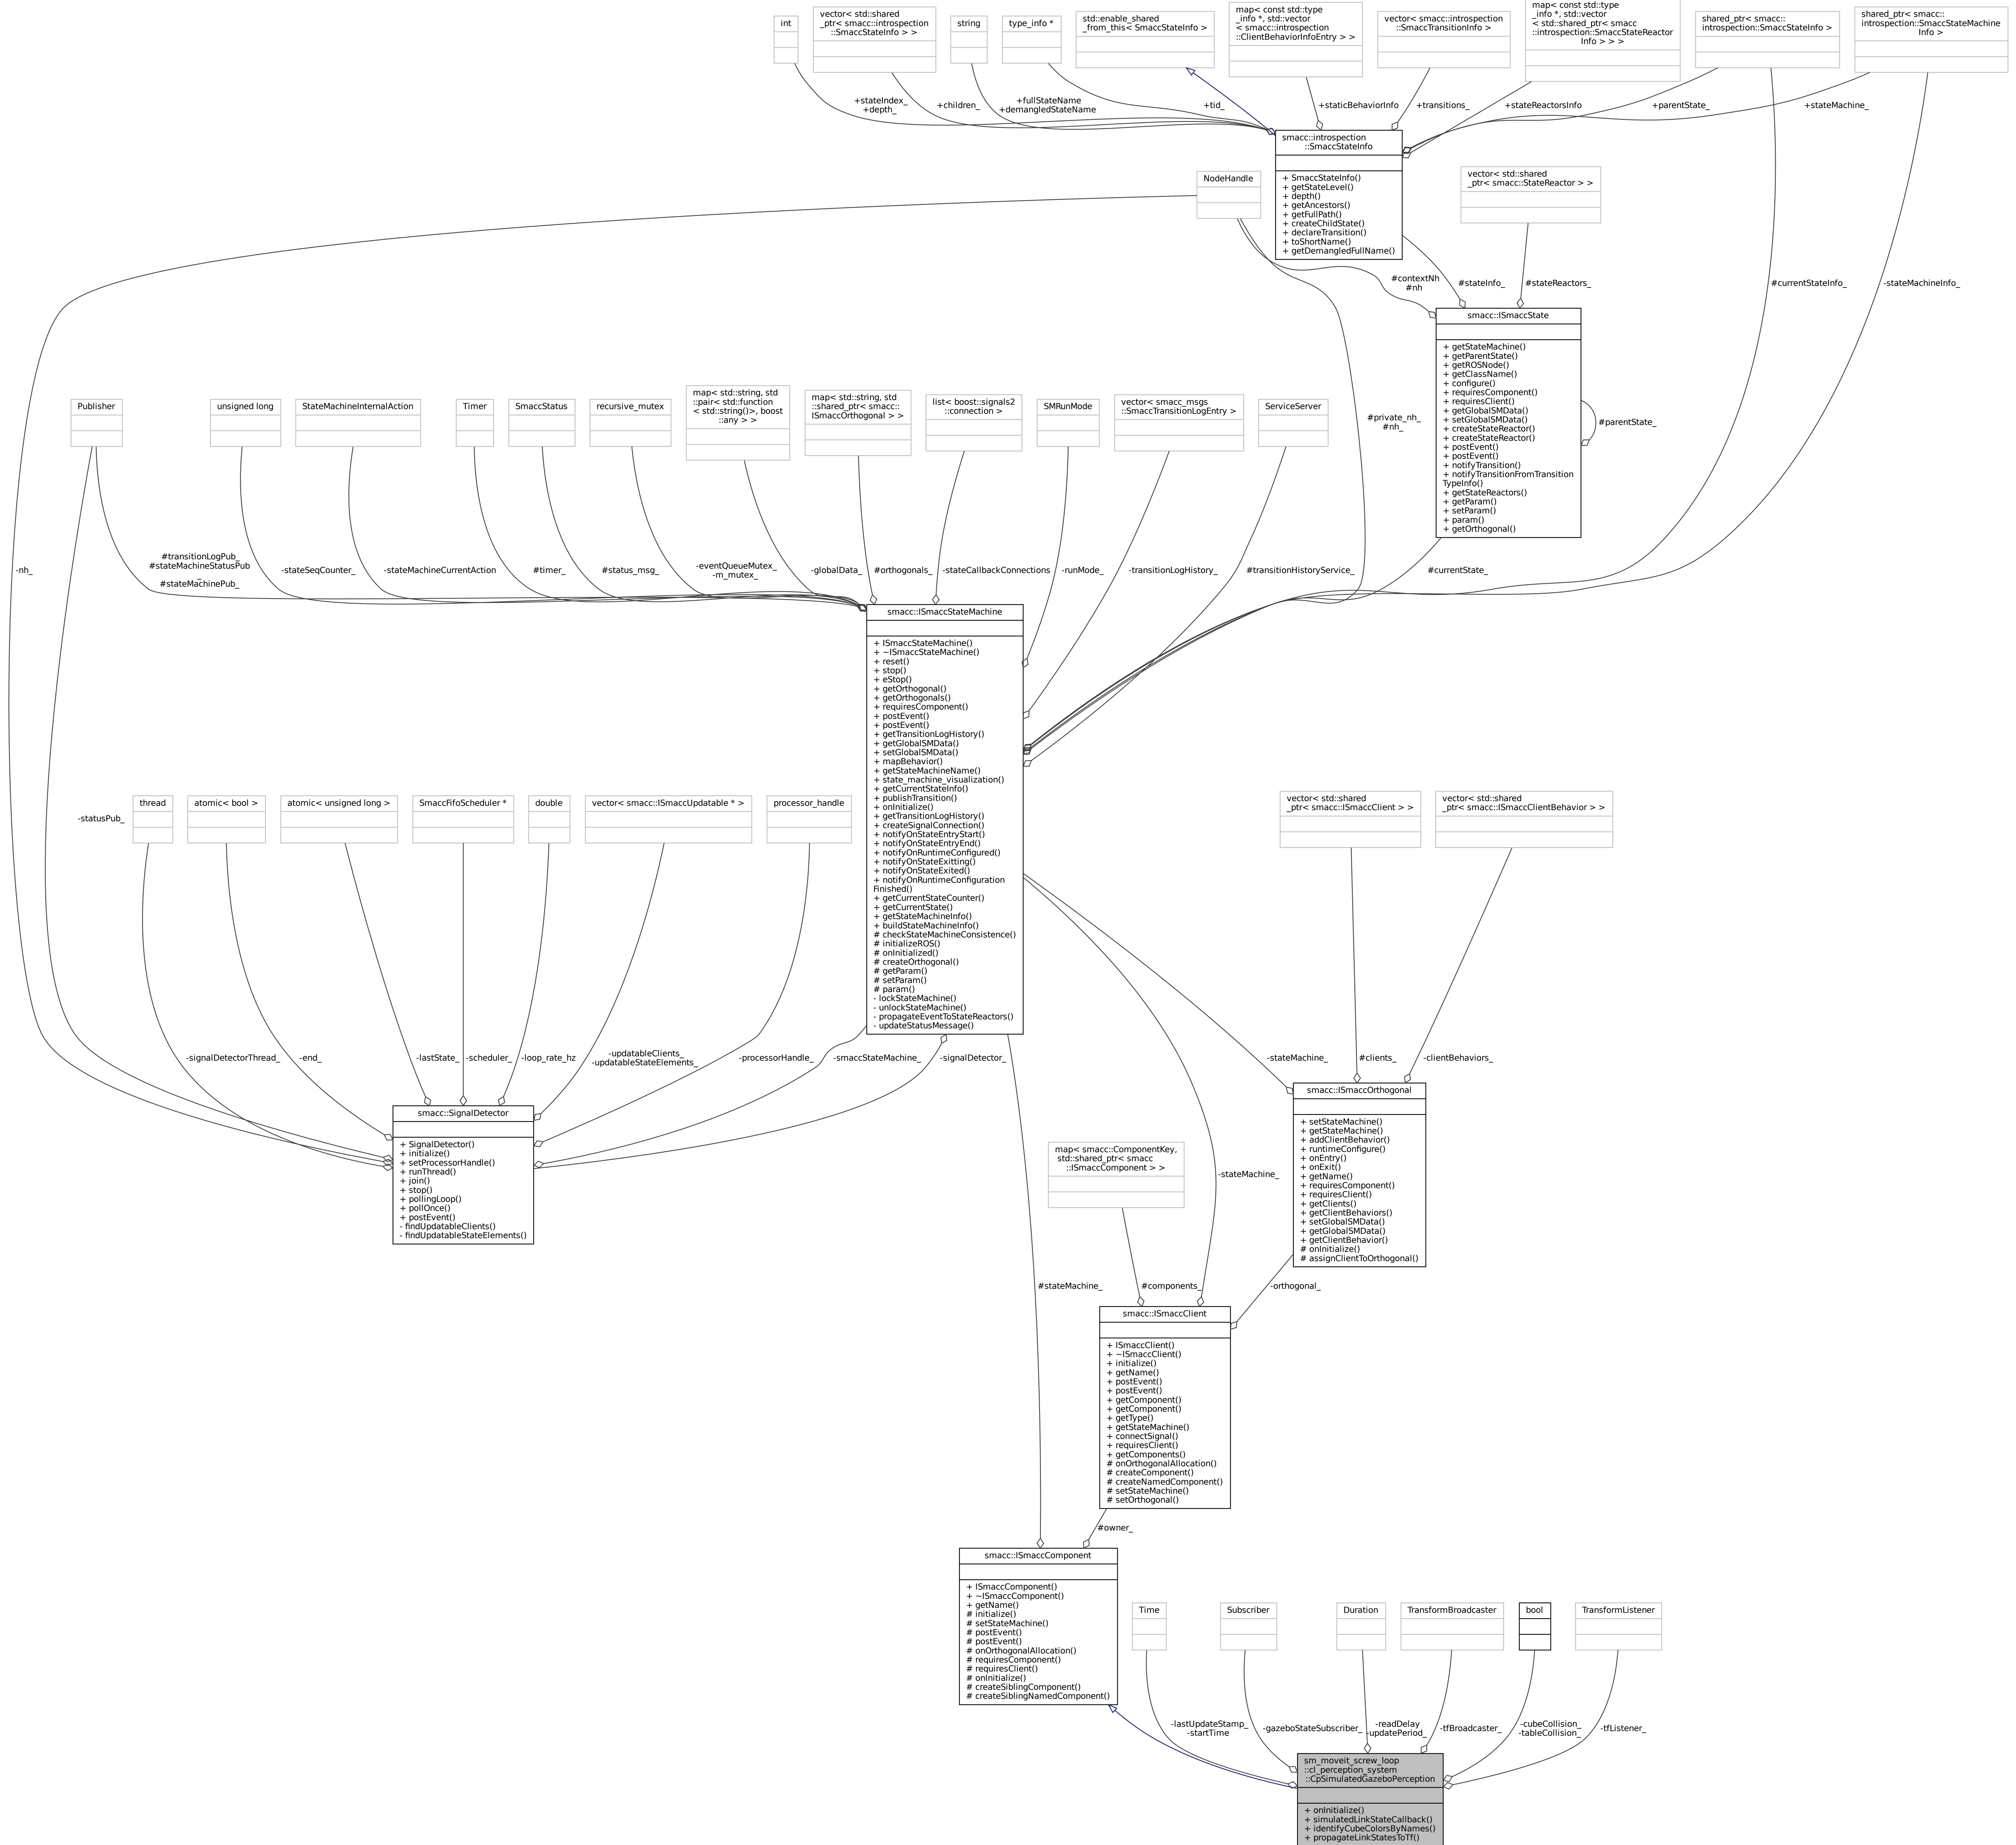 int
vector< std::shared
_ptr< smacc::introspection
::SmaccStateInfo > >
string
type_info *
std::enable_shared
_from_this< SmaccStateInfo >
map< const std::type
_info *, std::vector
< smacc::introspection
::ClientBehaviorInfoEntry > >
vector< smacc::introspection
::SmaccTransitionInfo >
map< const std::type
_info *, std::vector
< std::shared_ptr< smacc
::introspection::SmaccStateReactor
Info > > >
shared_ptr< smacc::
introspection::SmaccStateInfo >
shared_ptr< smacc::
introspection::SmaccStateMachine
Info >
+stateIndex_
+depth_
+children_
+fullStateName
+demangledStateName
+tid_
+staticBehaviorInfo
+transitions_
+stateReactorsInfo
+parentState_
+stateMachine_
smacc::introspection
::SmaccStateInfo
+ SmaccStateInfo()
+ getStateLevel()
+ depth()
+ getAncestors()
+ getFullPath()
+ createChildState()
+ declareTransition()
+ toShortName()
+ getDemangledFullName()
NodeHandle
vector< std::shared
_ptr< smacc::StateReactor > >
#contextNh
#nh
#stateInfo_
#stateReactors_
#currentStateInfo_
-stateMachineInfo_
smacc::ISmaccState
+ getStateMachine()
+ getParentState()
+ getROSNode()
+ getClassName()
+ configure()
+ requiresComponent()
+ requiresClient()
+ getGlobalSMData()
+ setGlobalSMData()
+ createStateReactor()
+ createStateReactor()
+ postEvent()
+ postEvent()
+ notifyTransition()
+ notifyTransitionFromTransition
TypeInfo()
+ getStateReactors()
+ getParam()
+ setParam()
+ param()
+ getOrthogonal()
#parentState_
Publisher
unsigned long
StateMachineInternalAction
Timer
SmaccStatus
recursive_mutex
map< std::string, std
::pair< std::function
< std::string()>, boost
::any > >
map< std::string, std
::shared_ptr< smacc::
ISmaccOrthogonal > >
list< boost::signals2
::connection >
SMRunMode
vector< smacc_msgs
::SmaccTransitionLogEntry >
ServiceServer
#private_nh_
#nh_
-nh_
#transitionLogPub_
#stateMachineStatusPub
_
#stateMachinePub_
-stateSeqCounter_
-stateMachineCurrentAction
#timer_
#status_msg_
-eventQueueMutex_
-m_mutex_
-globalData_
#orthogonals_
-stateCallbackConnections
-runMode_
-transitionLogHistory_
#transitionHistoryService_
#currentState_
smacc::ISmaccStateMachine
+ ISmaccStateMachine()
+ ~ISmaccStateMachine()
+ reset()
+ stop()
+ eStop()
+ getOrthogonal()
+ getOrthogonals()
+ requiresComponent()
+ postEvent()
+ postEvent()
+ getTransitionLogHistory()
+ getGlobalSMData()
+ setGlobalSMData()
+ mapBehavior()
+ getStateMachineName()
+ state_machine_visualization()
+ getCurrentStateInfo()
+ publishTransition()
+ onInitialize()
+ getTransitionLogHistory()
+ createSignalConnection()
+ notifyOnStateEntryStart()
+ notifyOnStateEntryEnd()
+ notifyOnRuntimeConfigured()
+ notifyOnStateExitting()
+ notifyOnStateExited()
+ notifyOnRuntimeConfiguration
Finished()
+ getCurrentStateCounter()
+ getCurrentState()
+ getStateMachineInfo()
+ buildStateMachineInfo()
# checkStateMachineConsistence()
# initializeROS()
# onInitialized()
# createOrthogonal()
# getParam()
# setParam()
# param()
- lockStateMachine()
- unlockStateMachine()
- propagateEventToStateReactors()
- updateStatusMessage()
-statusPub_
thread
atomic< bool >
atomic< unsigned long >
SmaccFifoScheduler *
double
vector< smacc::ISmaccUpdatable * >
processor_handle
vector< std::shared
_ptr< smacc::ISmaccClient > >
vector< std::shared
_ptr< smacc::ISmaccClientBehavior > >
-signalDetectorThread_
-end_
-lastState_
-scheduler_
-loop_rate_hz
-updatableClients_
-updatableStateElements_
-processorHandle_
-smaccStateMachine_
-signalDetector_
-stateMachine_
#clients_
-clientBehaviors_
smacc::SignalDetector
+ SignalDetector()
+ initialize()
+ setProcessorHandle()
+ runThread()
+ join()
+ stop()
+ pollingLoop()
+ pollOnce()
+ postEvent()
- findUpdatableClients()
- findUpdatableStateElements()
smacc::ISmaccOrthogonal
+ setStateMachine()
+ getStateMachine()
+ addClientBehavior()
+ runtimeConfigure()
+ onEntry()
+ onExit()
+ getName()
+ requiresComponent()
+ requiresClient()
+ getClients()
+ getClientBehaviors()
+ setGlobalSMData()
+ getGlobalSMData()
+ getClientBehavior()
# onInitialize()
# assignClientToOrthogonal()
map< smacc::ComponentKey,
std::shared_ptr< smacc
::ISmaccComponent > >
-stateMachine_
#stateMachine_
#components_
-orthogonal_
smacc::ISmaccClient
+ ISmaccClient()
+ ~ISmaccClient()
+ initialize()
+ getName()
+ postEvent()
+ postEvent()
+ getComponent()
+ getComponent()
+ getType()
+ getStateMachine()
+ connectSignal()
+ requiresClient()
+ getComponents()
# onOrthogonalAllocation()
# createComponent()
# createNamedComponent()
# setStateMachine()
# setOrthogonal()
#owner_
smacc::ISmaccComponent
+ ISmaccComponent()
+ ~ISmaccComponent()
+ getName()
# initialize()
# setStateMachine()
# postEvent()
# postEvent()
# onOrthogonalAllocation()
# requiresComponent()
# requiresClient()
# onInitialize()
# createSiblingComponent()
# createSiblingNamedComponent()
Time
Subscriber
Duration
TransformBroadcaster
bool
TransformListener
-lastUpdateStamp_
-startTime
-gazeboStateSubscriber_
-readDelay
-updatePeriod_
-tfBroadcaster_
-cubeCollision_
-tableCollision_
-tfListener_
sm_moveit_screw_loop
::cl_perception_system
::CpSimulatedGazeboPerception
+ onInitialize()
+ simulatedLinkStateCallback()
+ identifyCubeColorsByNames()
+ propagateLinkStatesToTf()